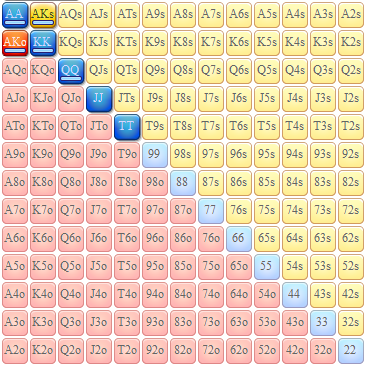 AA AKs AQs AJs ATs A9s A8s A7s A6s A5s A4s A3s A2s
AKo KK KQs KJs KTs K9s K8s K7s K6s K5s K4s K3s K2s
AQo KQo QQ QJs QTs Q9s Q8s Q7s Q6s Q5s Q4s Q3s Q2s
AJo KJo QJo JJ JTs J9s J8s J7s J6s J5s J4s J3s J2s
ATo KTo QTo JTo TT T9s T8s T7s T6s T5s T4s T3s T2s
A9o K9o Q9o J9o T9o 99 98s 97s 96s 95s 94s 93s 92s
A8o K8o Q8o J8o T8o 98o 88 87s 86s 85s 84s 83s 82s
A7o K7o Q7o J7o T7o 97o 87o 77 76s 75s 74s 73s 72s
A6o K6o Q6o J6o T6o 96o 86o 76o 66 65s 64s 63s 62s
A5o K5o Q5o J5o T5o 95o 85o 75o 65o 55 54s 53s 52s
A4o K4o Q4o J4o T4o 94o 84o 74o 64o 54o 44 43s 42s
A3o K3o Q3o J3o T3o 93o 83o 73o 63o 53o 43o 33 32s
A2o K2o Q2o J2o T2o 92o 82o 72o 62o 52o 42o 32o 22